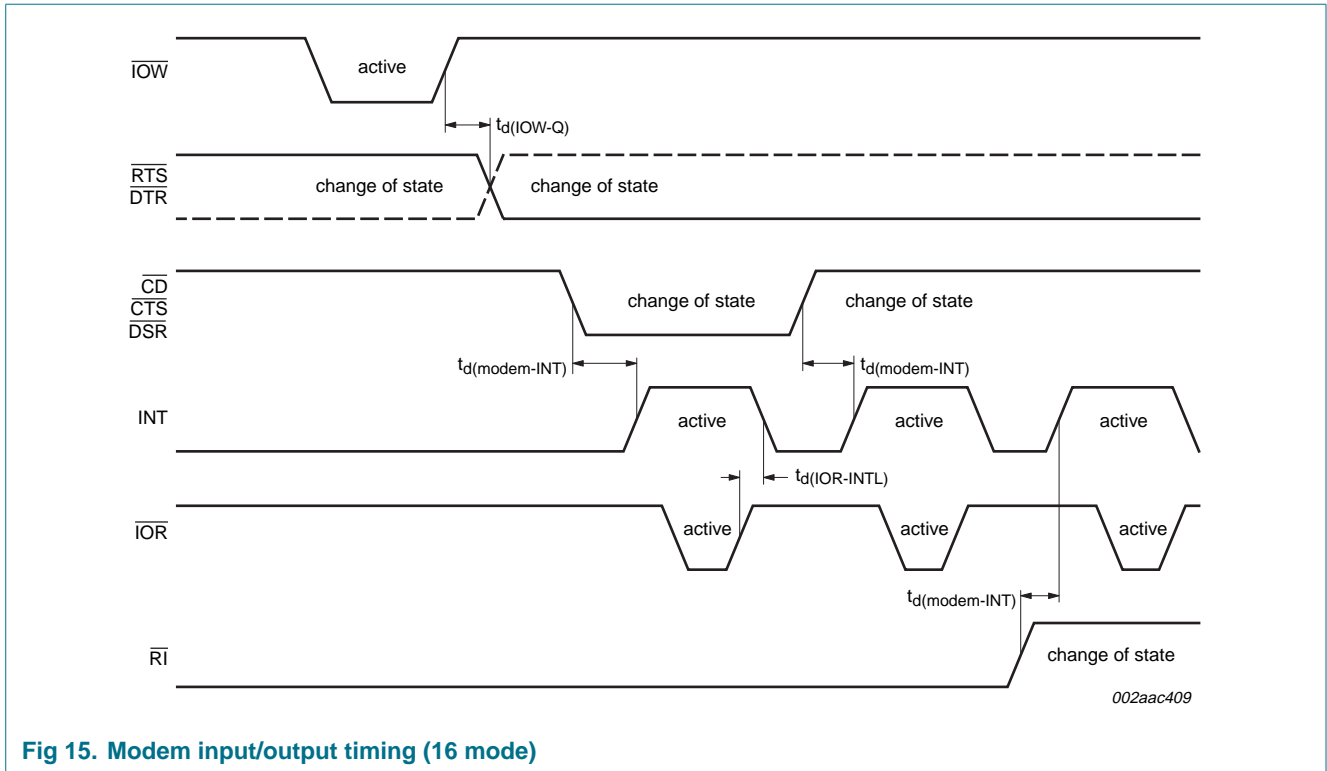 IOW
active
td(IOW-Q)
RTS
DTR
change of state
change of state
CD
CTS
DSR
change of state
change of state
td(modem-INT)
td(modem-INT)
INT
active
active
active
td(IOR-INTL)
IOR
active
active
active
td(modem-INT)
RI
change of state
002aac409
Fig 15. Modem input/output timing (16 mode)